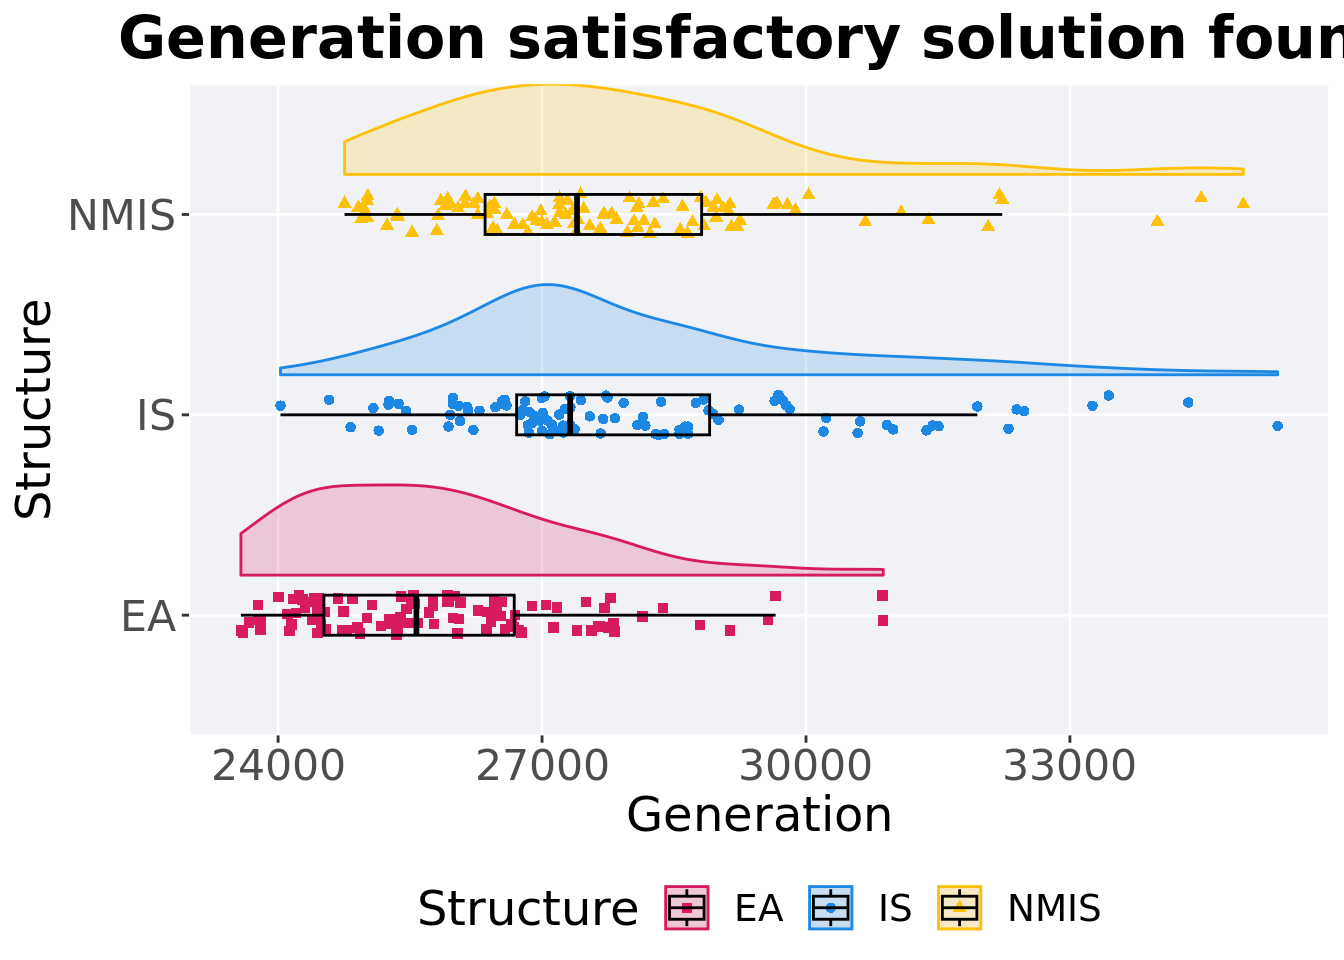 Generation satisfactory solution foun
NMIS
IS
EA
Structure
24000 27000 30000 33000
Generation
Structure EA IS NMIS